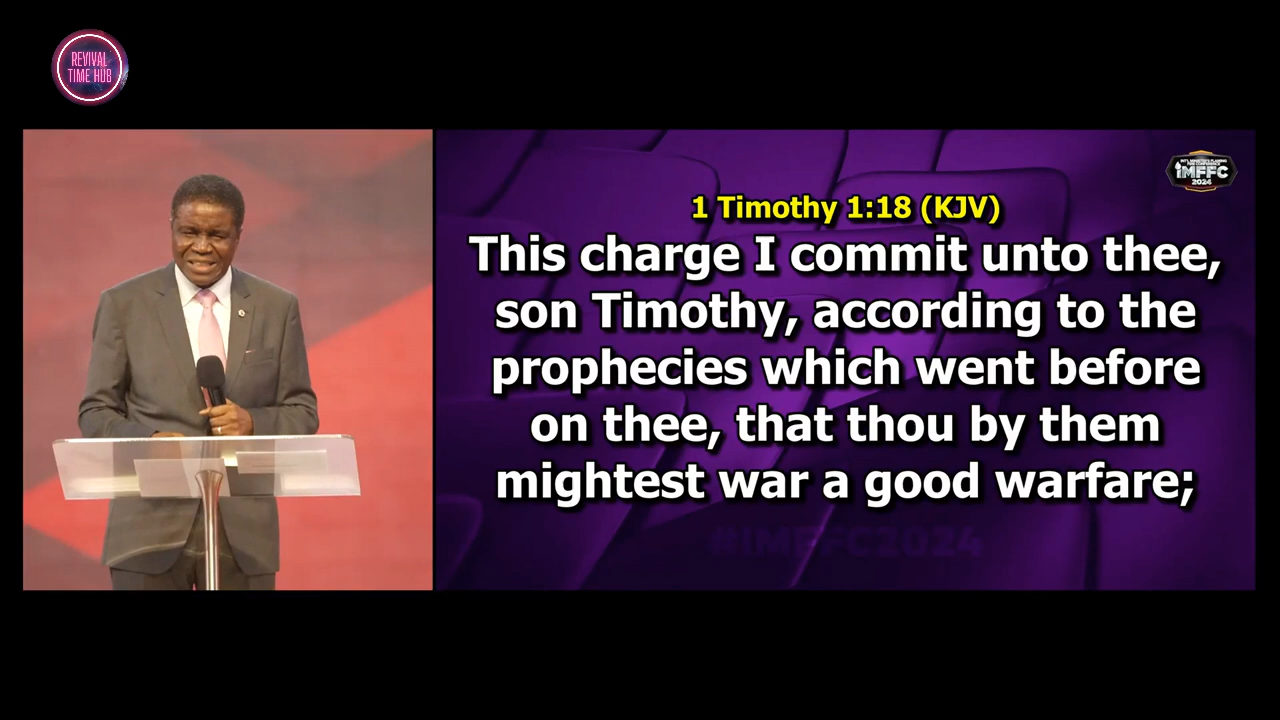 REVIVAL
TIME HUB
IMFFC
2024
1 Timothy 1:18 (KJV)
This charge I commit unto thee,
son Timothy, according to the
prophecies which went before
on thee, that thou by them
mightest war a good warfare;
#IMFFC2024